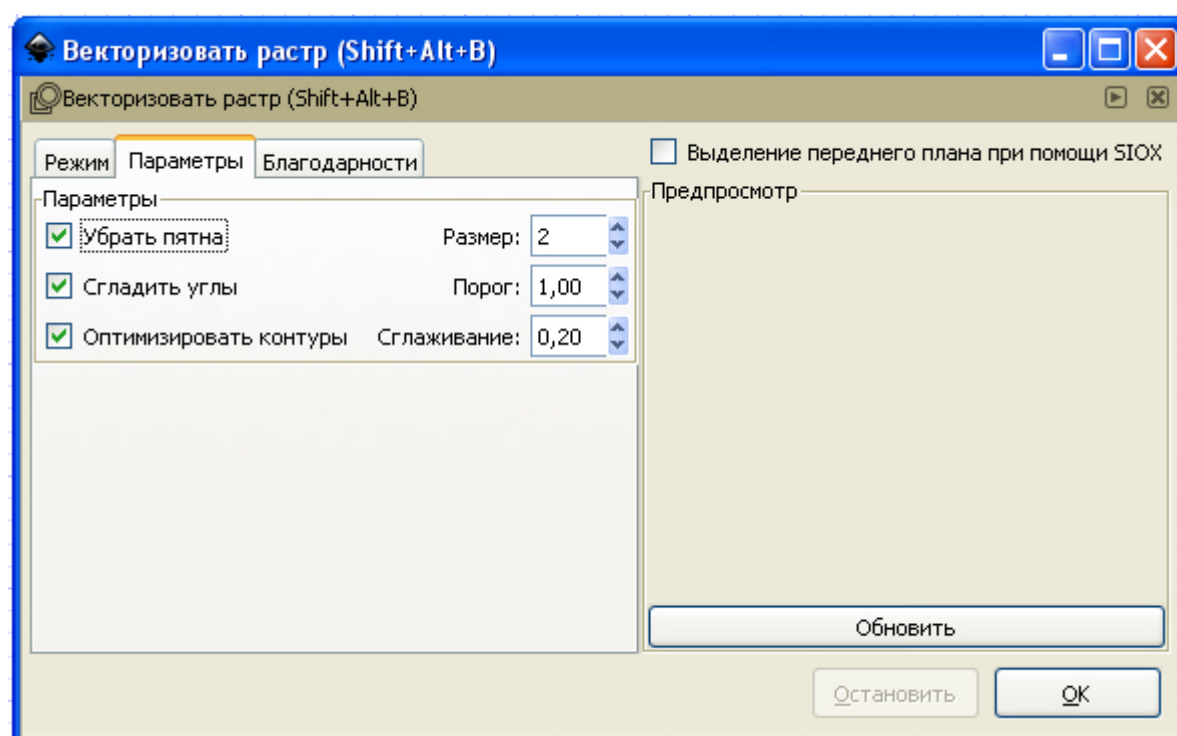 Векторизовать растр (Shift+Alt+B)
Векторизовать растр (Shift+Alt+B)
Режим Параметры Благодарности
Выделение переднего плана при помощи SIOX
Параметры
Предпросмотр
Убрать пятна Размер: 2
Сгладить углы Порог: 1,00
Оптимизировать контуры Сглаживание: 0,20
Обновить
Остановить OK